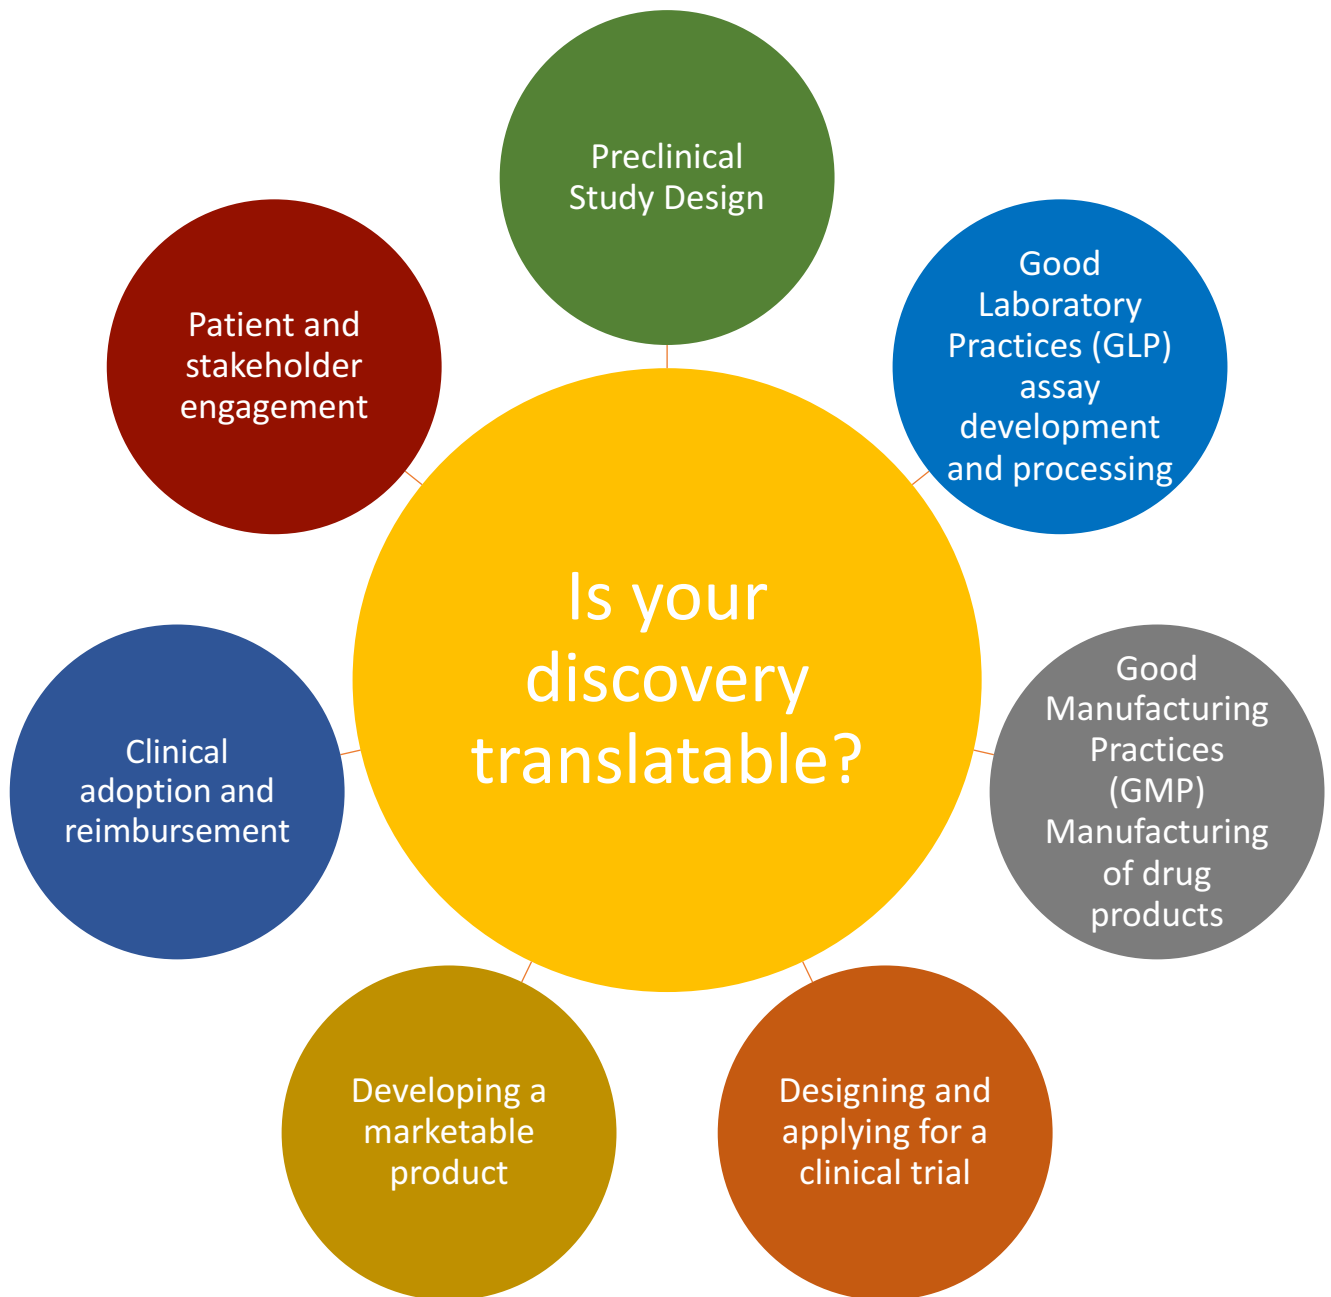 Preclinical
Study Design
Good
Laboratory
Practices (GLP)
assay
development
and processing
Good
Manufacturing
Practices
(GMP)
Manufacturing
of drug
products
Designing and
applying for a
clinical trial
Developing a
marketable
product
Clinical
adoption and
reimbursement
Patient and
stakeholder
engagement
Is your
discovery
translatable?